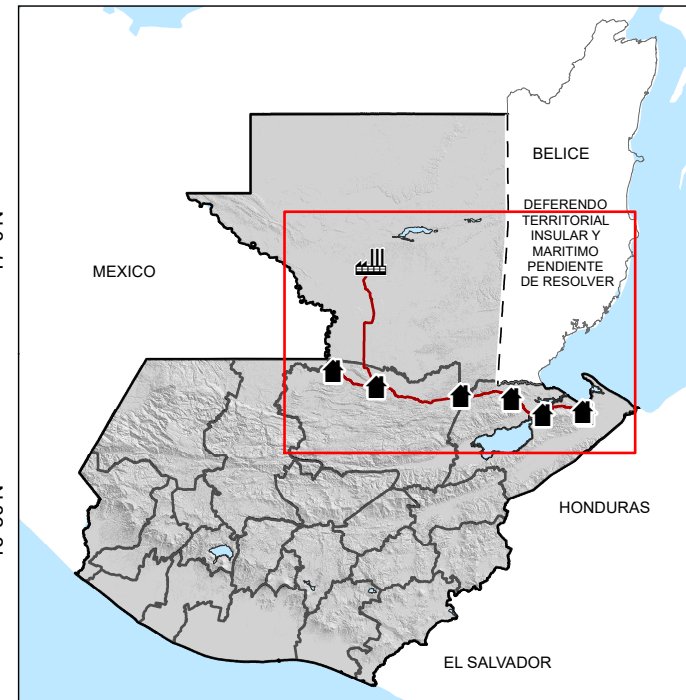 BELICE
DEFERENDO
TERRITORIAL
INSULAR Y
MARITIMO
PENDIENTE
DE RESOLVER
MEXICO
HONDURAS
EL SALVADOR